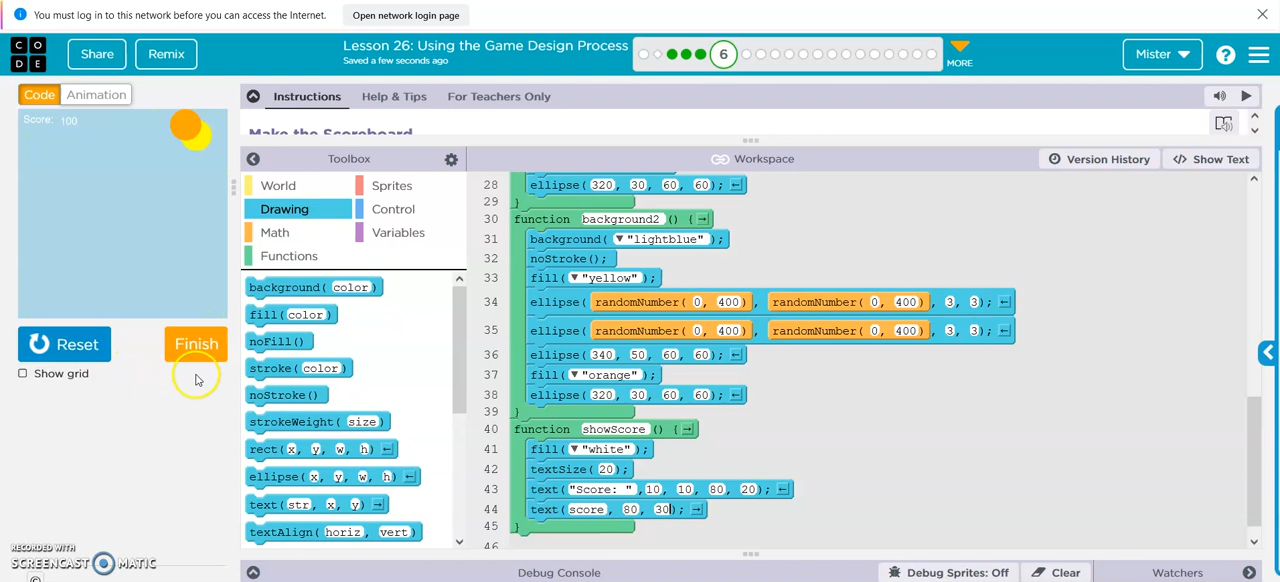 You must log in to this network before you can access the Internet. Open network login page
C O
D E
Share
Remix
Lesson 26: Using the Game Design Process
Saved a few seconds ago
6
MORE
Mister
?
Code
Animation
Instructions
Help & Tips
For Teachers Only
Make the Scoreboard
Score: 100
Reset
Finish
Show grid
Toolbox
World
Sprites
Drawing
Control
Math
Variables
Functions
background( color )
fill( color )
noFill()
stroke( color )
noStroke()
strokeWeight( size )
rect( x, y, w, h )
ellipse( x, y, w, h )
text( str, x, y )
textAlign( horiz, vert )
Workspace
Version History
</> Show Text
28 ellipse( 320, 30, 60, 60 );
29 }
30 function background2 () {
31 background( "lightblue" );
32 noStroke();
33 fill( "yellow" );
34 ellipse( randomNumber( 0, 400 ), randomNumber( 0, 400 ), 3, 3 );
35 ellipse( randomNumber( 0, 400 ), randomNumber( 0, 400 ), 3, 3 );
36 ellipse( 340, 50, 60, 60 );
37 fill( "orange" );
38 ellipse( 320, 30, 60, 60 );
39 }
40 function showScore () {
41 fill( "white" );
42 textSize( 20 );
43 text( "Score: " , 10, 10, 80, 20 );
44 text( score, 80, 30 );
45 }
46
Debug Console
Debug Sprites: Off
Clear
Watchers
RECORDED WITH
SCREENCAST MATIC